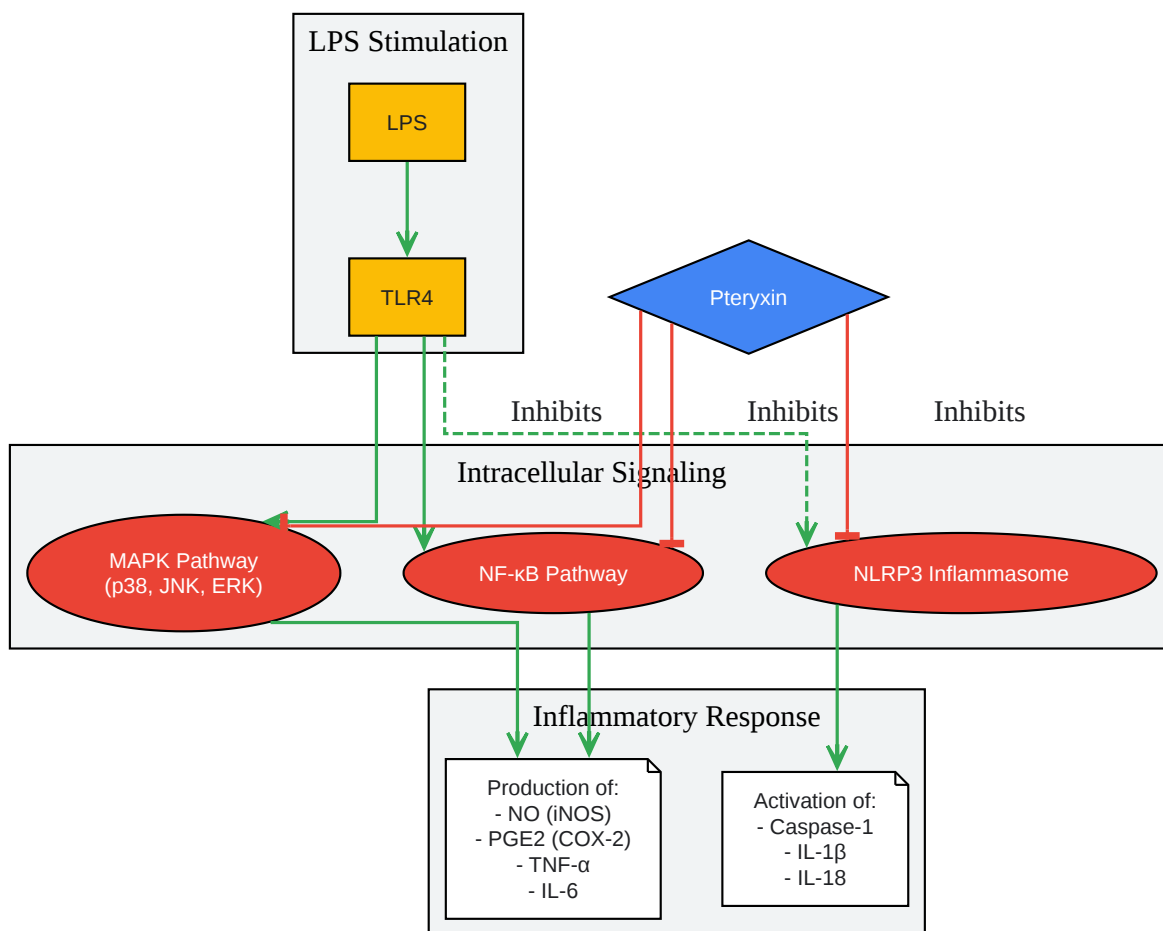 LPS Stimulation
LPS
TLR4
Pteryxin
Inhibits
Inhibits
Inhibits
Intracellular Signaling
MAPK Pathway
(p38, JNK, ERK)
NF-κB Pathway
NLRP3 Inflammasome
Inflammatory Response
Production of:
- NO (iNOS)
- PGE2 (COX-2)
- TNF-α
- IL-6
Activation of:
- Caspase-1
- IL-1β
- IL-18